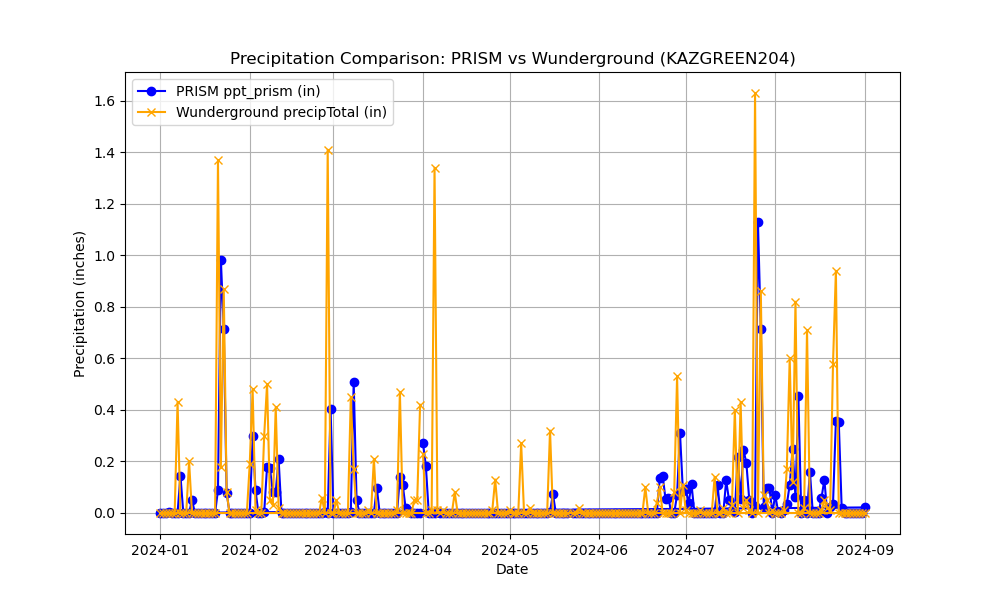 Precipitation Comparison: PRISM vs Wunderground (KAZGREEN204)
PRISM ppt_prism (in)
Wunderground precipTotal (in)
Precipitation (inches)
1.6
1.4
1.2
1.0
0.8
0.6
0.4
0.2
0.0
2024-01 2024-02 2024-03 2024-04 2024-05 2024-06 2024-07 2024-08 2024-09
Date